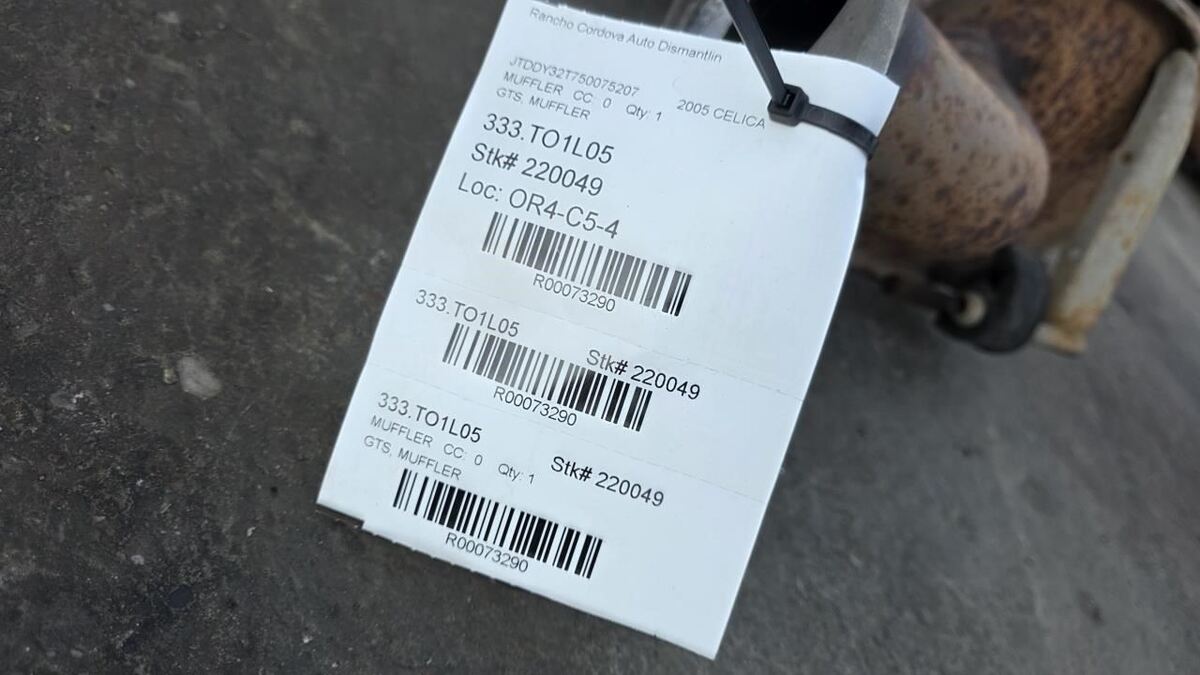 Rancho Cordova Auto Dismantlin
JTDDY32T750075207 2005 CELICA
MUFFLER CC: 0 Qty: 1
GTS, MUFFLER
333.TO1L05
Stk# 220049
Loc: OR4-C5-4
R00073290
333.TO1L05
Stk# 220049
R00073290
333.TO1L05
MUFFLER CC: 0 Qty: 1
Stk# 220049
GTS, MUFFLER
R00073290